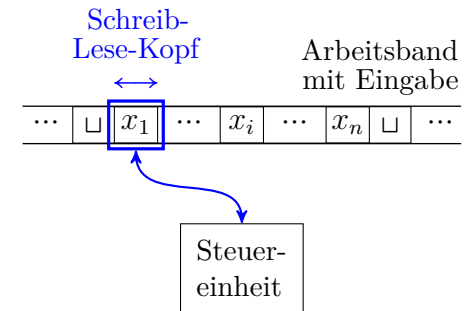 Schreib-
Lese-Kopf
Arbeitsband
mit Eingabe
... ⊔ x₁ ... xᵢ ... xₙ ⊔ ...
Steuer-
einheit